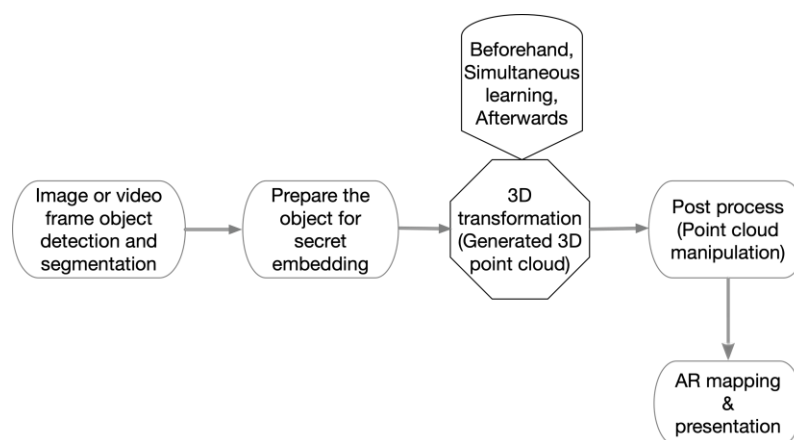 Beforehand,
Simultaneous
learning,
Afterwards
Image or video
frame object
detection and
segmentation
Prepare the
object for
secret
embedding
3D
transformation
(Generated 3D
point cloud)
Post process
(Point cloud
manipulation)
AR mapping
&
presentation